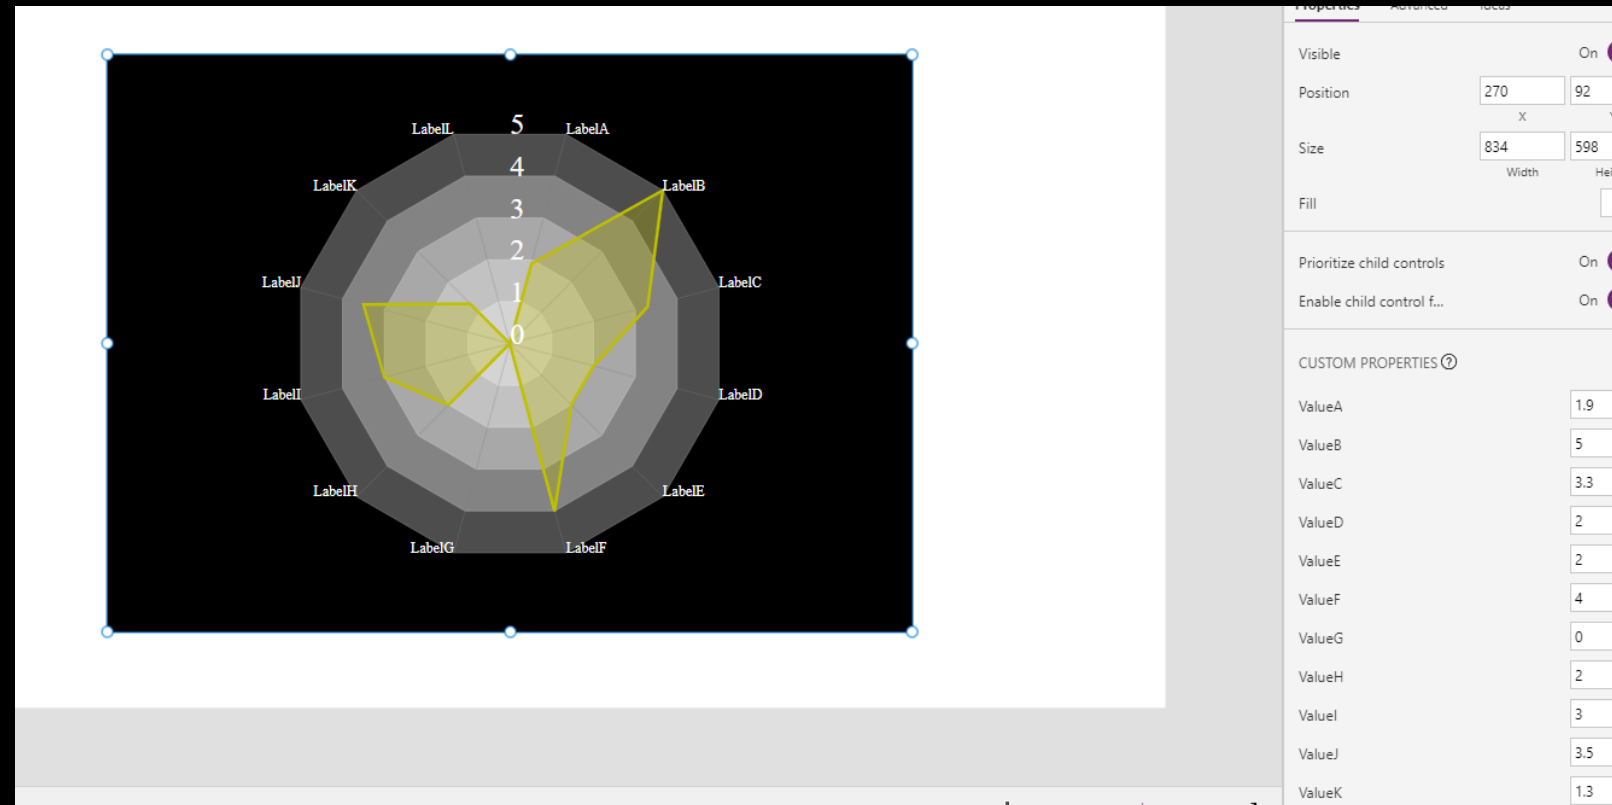 Properties Advanced Ideas
Visible On
Position 270 92
X
Size 834 598
Width
Fill
Prioritize child controls On
Enable child control f... On
CUSTOM PROPERTIES
ValueA 1.9
ValueB 5
ValueC 3.3
ValueD 2
ValueE 2
ValueF 4
ValueG 0
ValueH 2
ValueI 3
ValueJ 3.5
ValueK 1.3
LabelL 5 LabelA
4
LabelK LabelB
3
2
LabelJ LabelC
1
0
LabelI LabelD
LabelH LabelE
LabelG LabelF